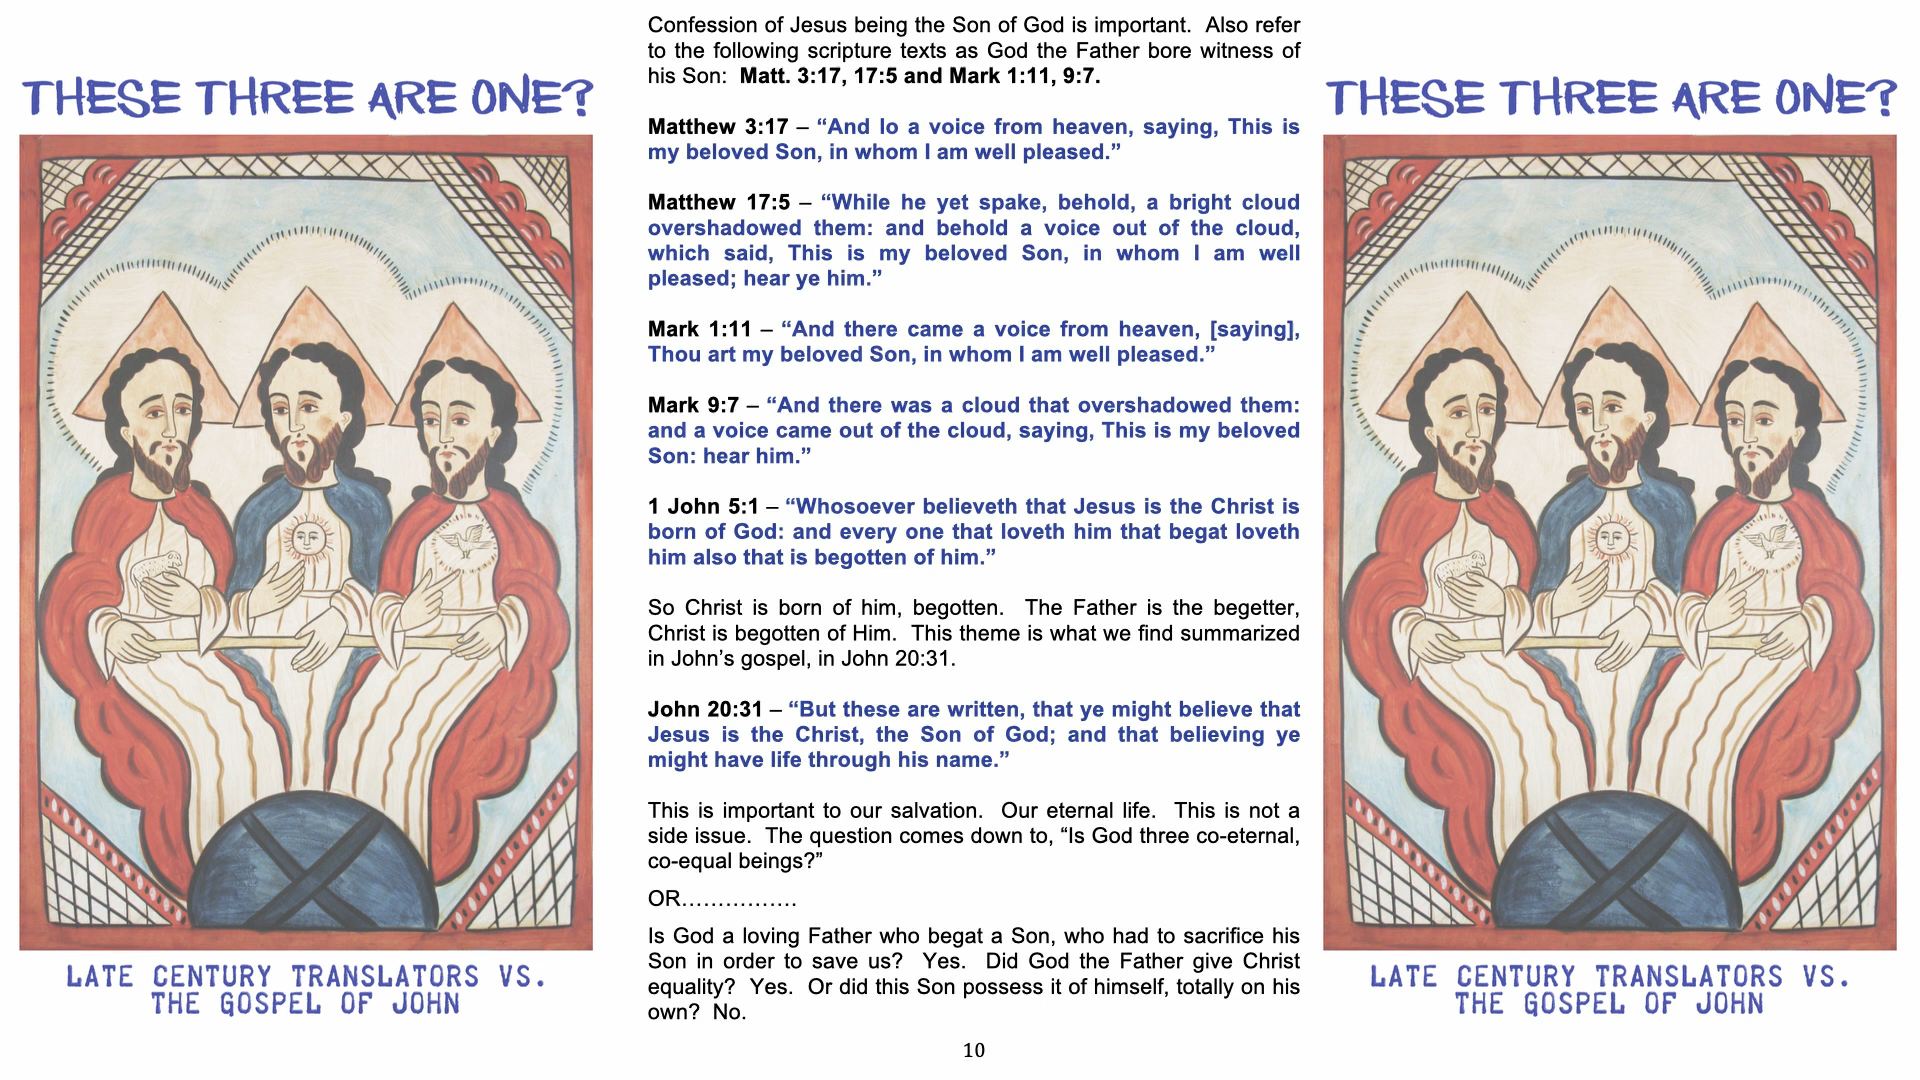 THESE THREE ARE ONE?
LATE CENTURY TRANSLATORS VS.
THE GOSPEL OF JOHN
Confession of Jesus being the Son of God is important.  Also refer
to the following scripture texts as God the Father bore witness of
his Son:  Matt. 3:17, 17:5 and Mark 1:11, 9:7.
Matthew 3:17 – “And lo a voice from heaven, saying, This is
my beloved Son, in whom I am well pleased.”
Matthew 17:5 – “While he yet spake, behold, a bright cloud
overshadowed them: and behold a voice out of the cloud,
which said, This is my beloved Son, in whom I am well
pleased; hear ye him.”
Mark 1:11 – “And there came a voice from heaven, [saying],
Thou art my beloved Son, in whom I am well pleased.”
Mark 9:7 – “And there was a cloud that overshadowed them:
and a voice came out of the cloud, saying, This is my beloved
Son: hear him.”
1 John 5:1 – “Whosoever believeth that Jesus is the Christ is
born of God: and every one that loveth him that begat loveth
him also that is begotten of him.”
So Christ is born of him, begotten.  The Father is the begetter,
Christ is begotten of Him.  This theme is what we find summarized
in John’s gospel, in John 20:31.
John 20:31 – “But these are written, that ye might believe that
Jesus is the Christ, the Son of God; and that believing ye
might have life through his name.”
This is important to our salvation.  Our eternal life.  This is not a
side issue.  The question comes down to, “Is God three co-eternal,
co-equal beings?”
OR…………….
Is God a loving Father who begat a Son, who had to sacrifice his
Son in order to save us?  Yes.  Did God the Father give Christ
equality?  Yes.  Or did this Son possess it of himself, totally on his
own?  No.
10
THESE THREE ARE ONE?
LATE CENTURY TRANSLATORS VS.
THE GOSPEL OF JOHN